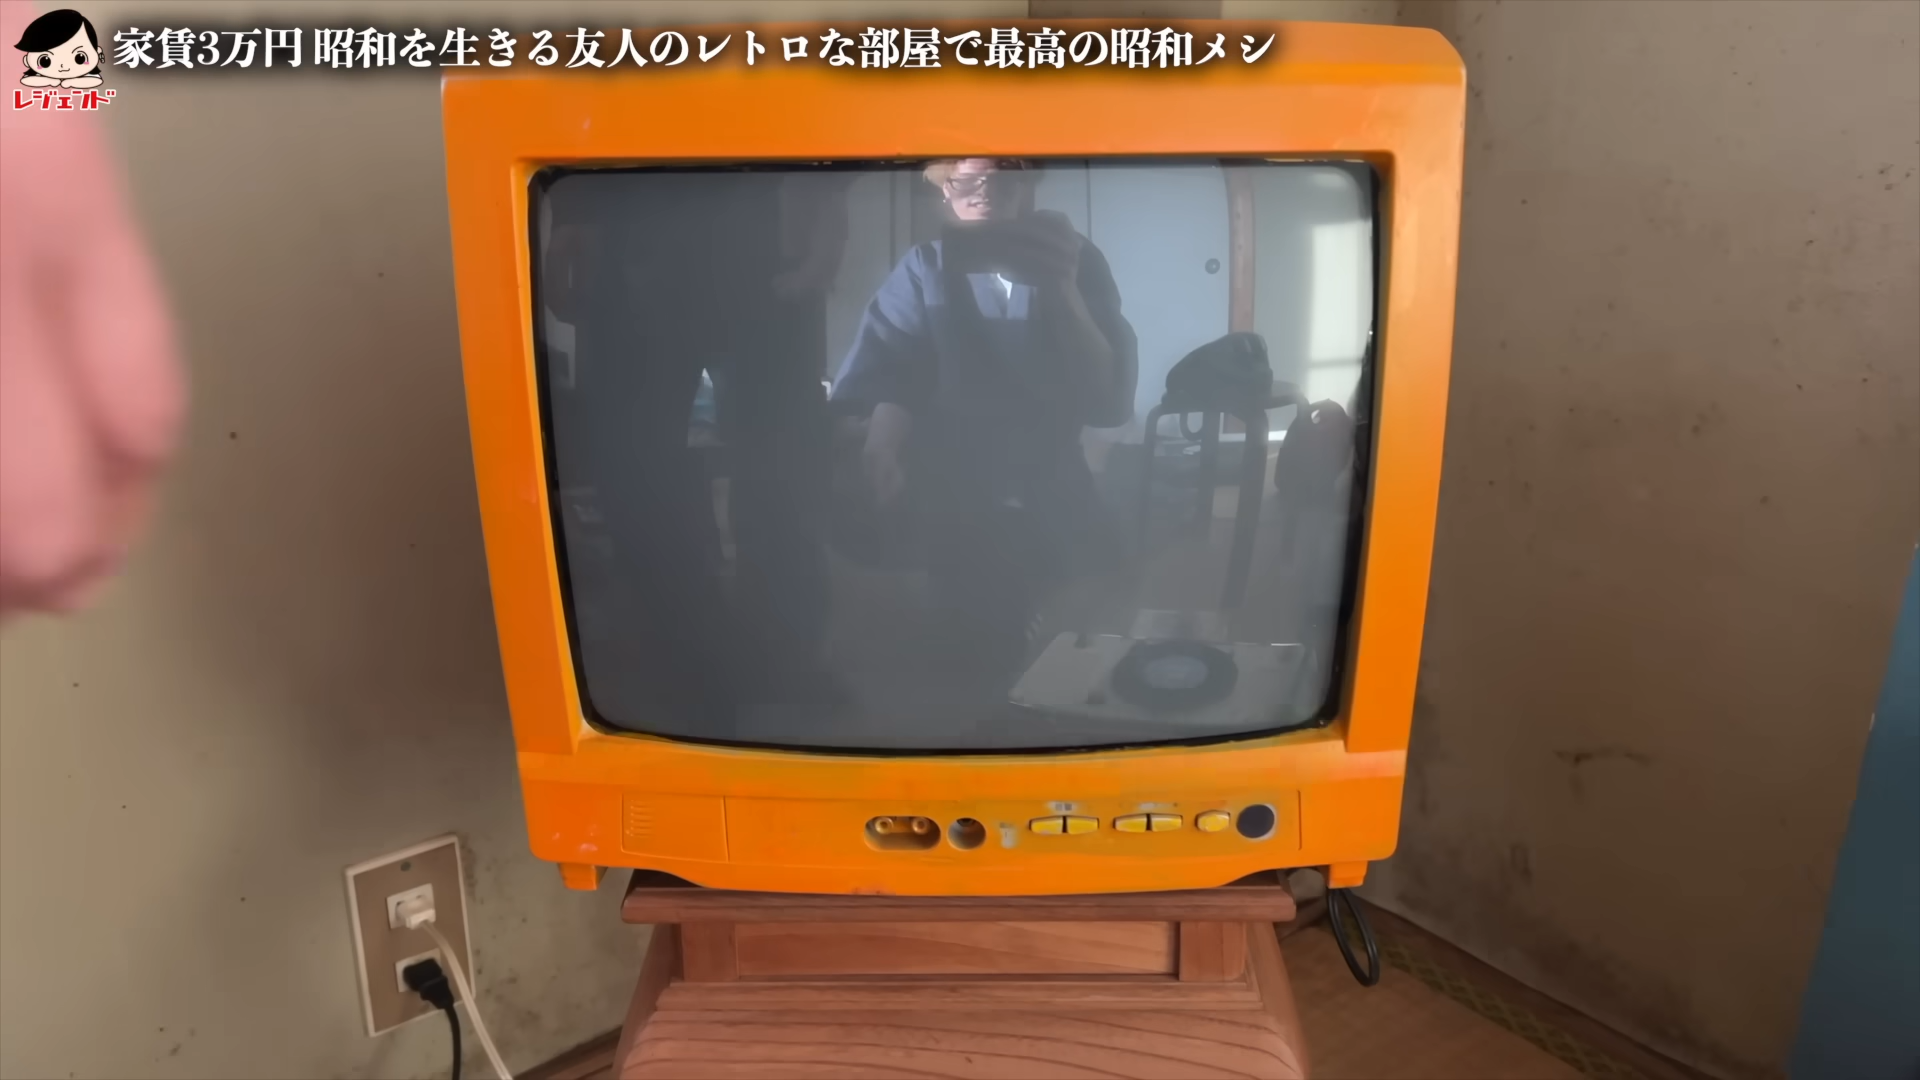 家賃3万円 昭和を生きる友人のレトロな部屋で最高の昭和メシ
レジェンド